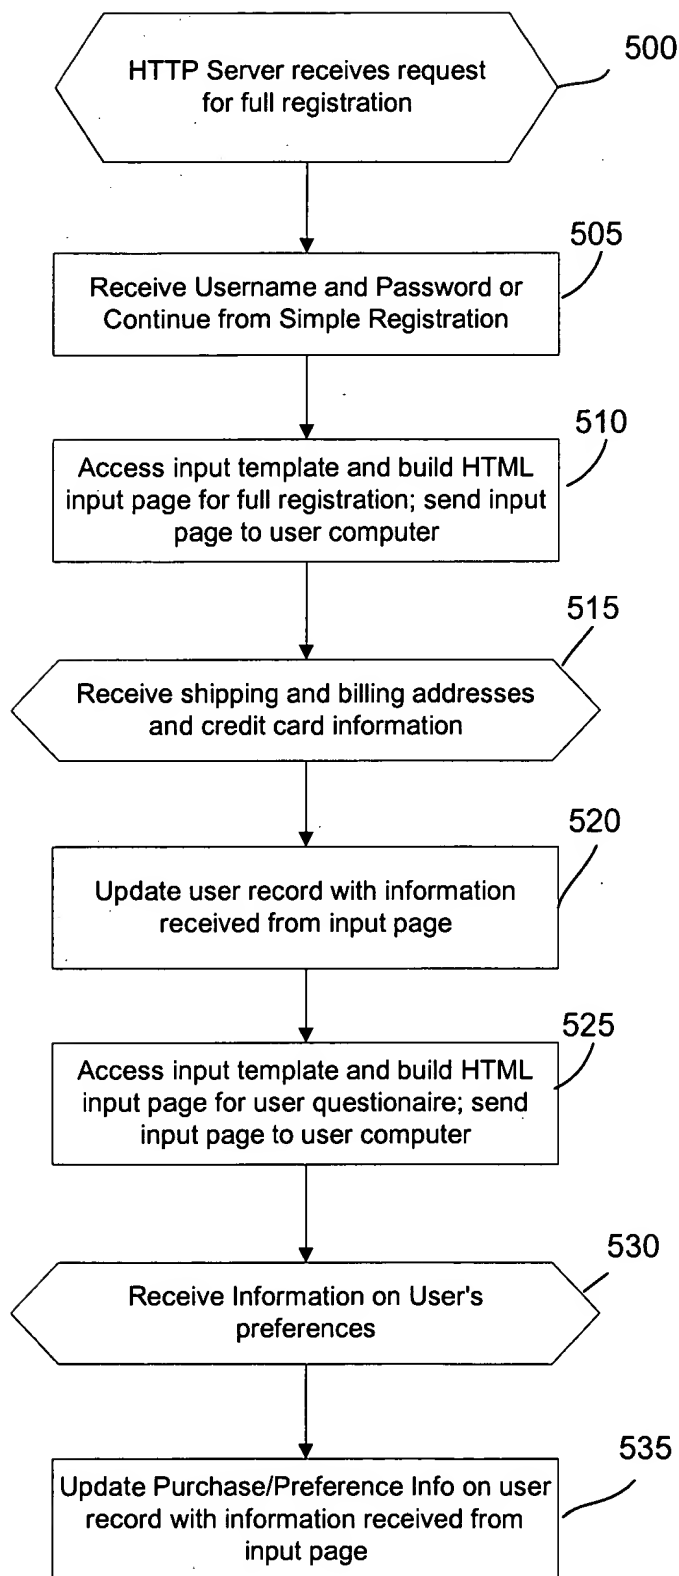 HTTP Server receives request
for full registration
500
505
Receive Username and Password or
Continue from Simple Registration
510
Access input template and build HTML
input page for full registration; send input
page to user computer
515
Receive shipping and billing addresses
and credit card information
520
Update user record with information
received from input page
525
Access input template and build HTML
input page for user questionaire; send
input page to user computer
530
Receive Information on User's
preferences
535
Update Purchase/Preference Info on user
record with information received from
input page